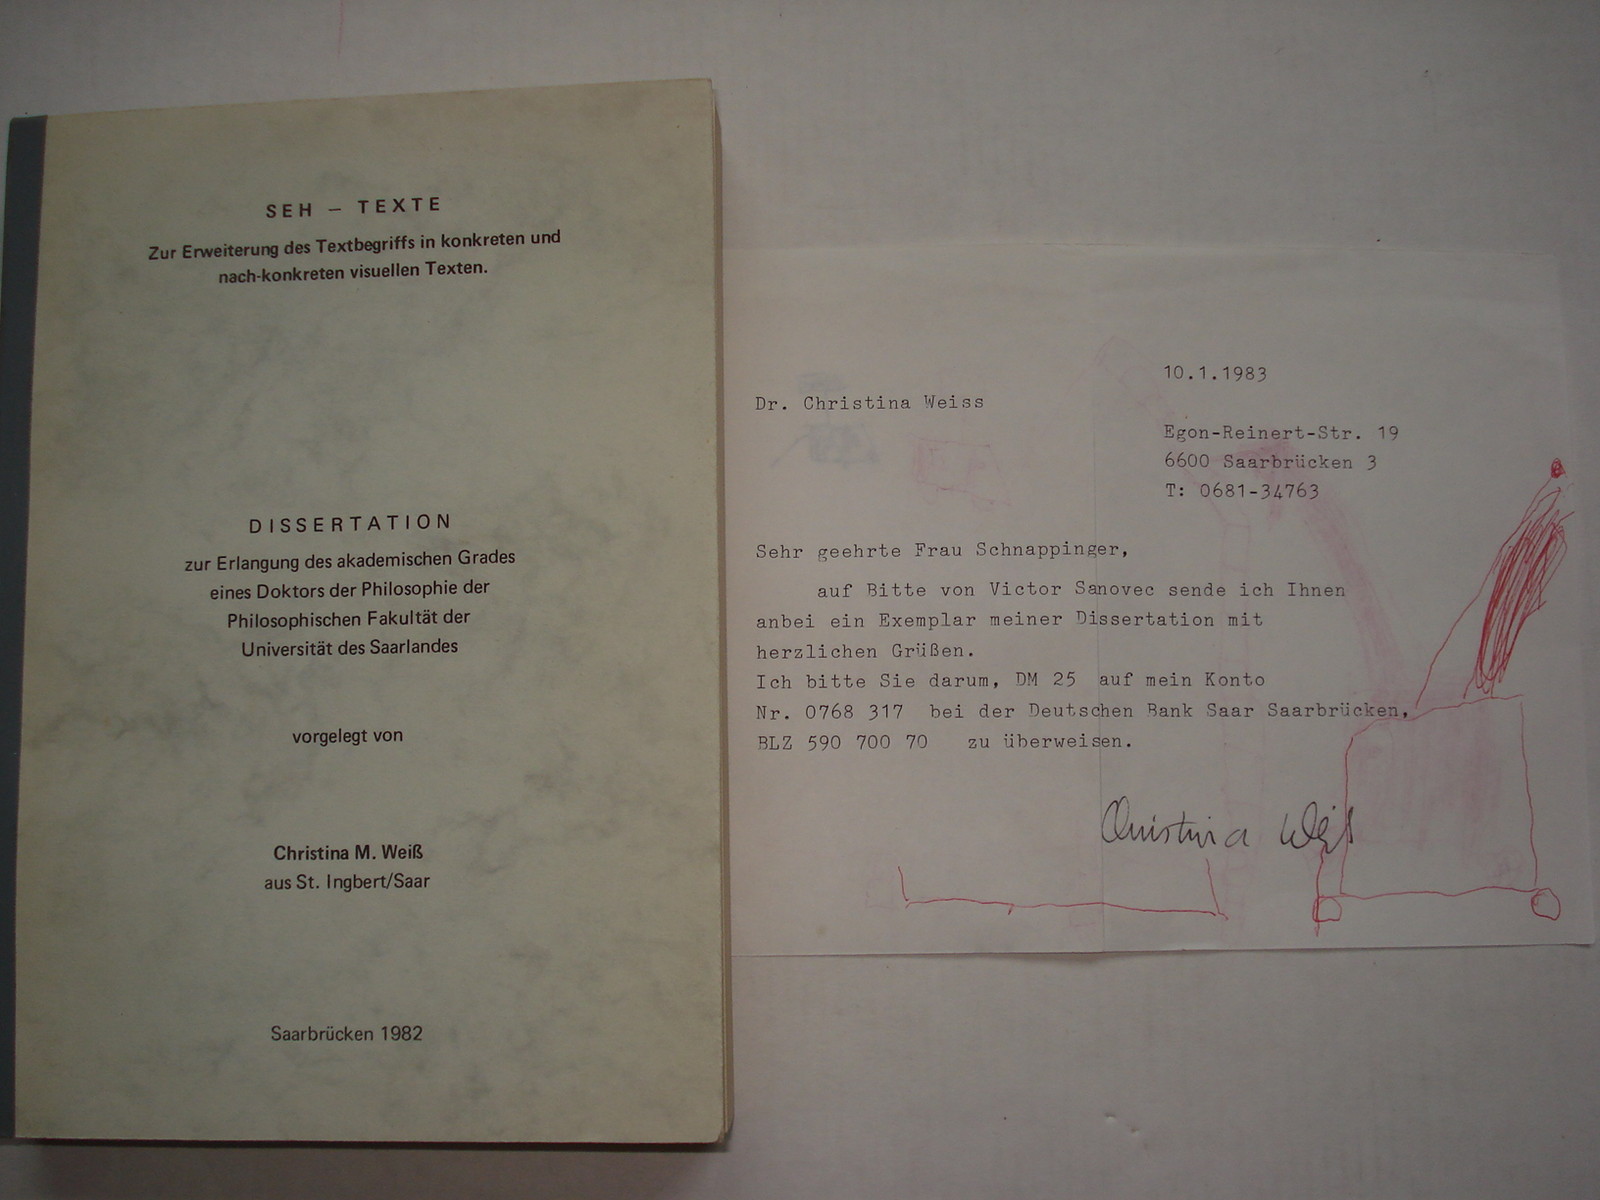 SEH – TEXTE
Zur Erweiterung des Textbegriffs in konkreten und
nach-konkreten visuellen Texten.
DISSERTATION
zur Erlangung des akademischen Grades
eines Doktors der Philosophie der
Philosophischen Fakultät der
Universität des Saarlandes
vorgelegt von
Christina M. Weiß
aus St. Ingbert/Saar
Saarbrücken 1982
10.1.1983
Dr. Christina Weiss
Egon-Reinert-Str. 19
6600 Saarbrücken 3
T: 0681-34763
Sehr geehrte Frau Schnappinger,
auf Bitte von Victor Sanovec sende ich Ihnen
anbei ein Exemplar meiner Dissertation mit
herzlichen Grüßen.
Ich bitte Sie darum, DM 25 auf mein Konto
Nr. 0768 317 bei der Deutschen Bank Saar Saarbrücken,
BLZ 590 700 70 zu überweisen.
Christina Weiß